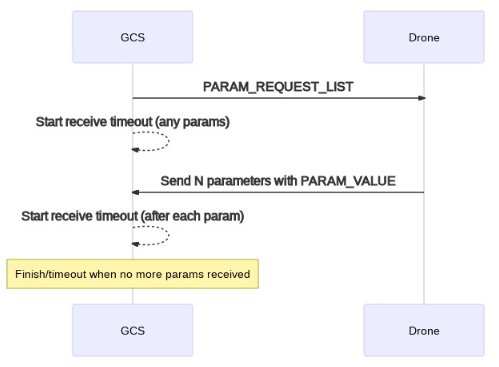 GCS
Drone
PARAM_REQUEST_LIST
Start receive timeout (any params)
Send N parameters with PARAM_VALUE
Start receive timeout (after each param)
Finish/timeout when no more params received
GCS
Drone